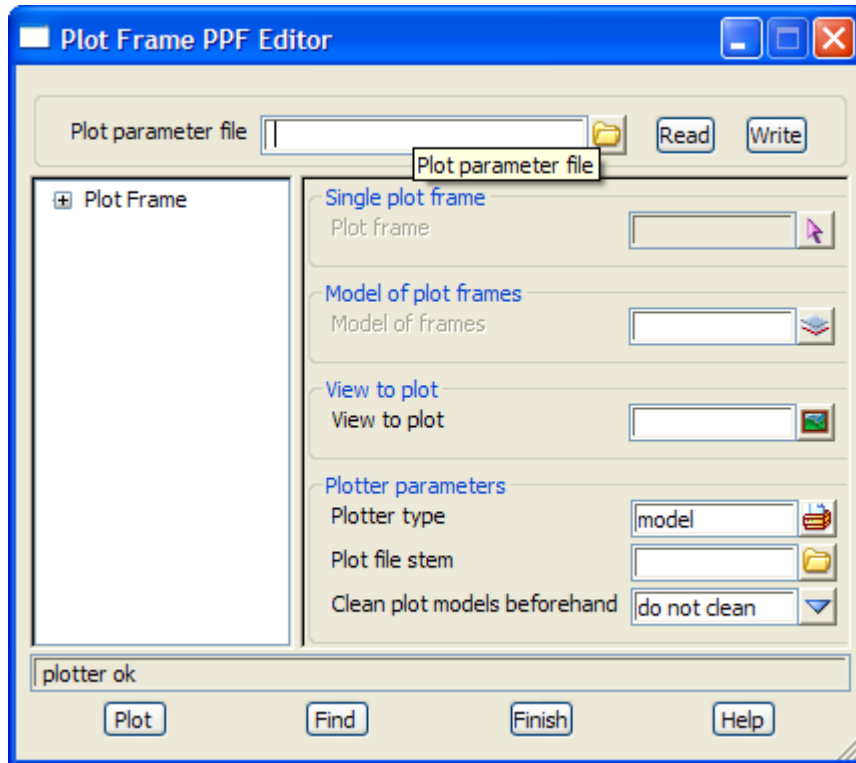 Plot Frame PPF Editor
Plot parameter file Read Write
Plot parameter file
Plot Frame
Single plot frame
Plot frame
Model of plot frames
Model of frames
View to plot
View to plot
Plotter parameters
Plotter type model
Plot file stem
Clean plot models beforehand do not clean
plotter ok
Plot Find Finish Help